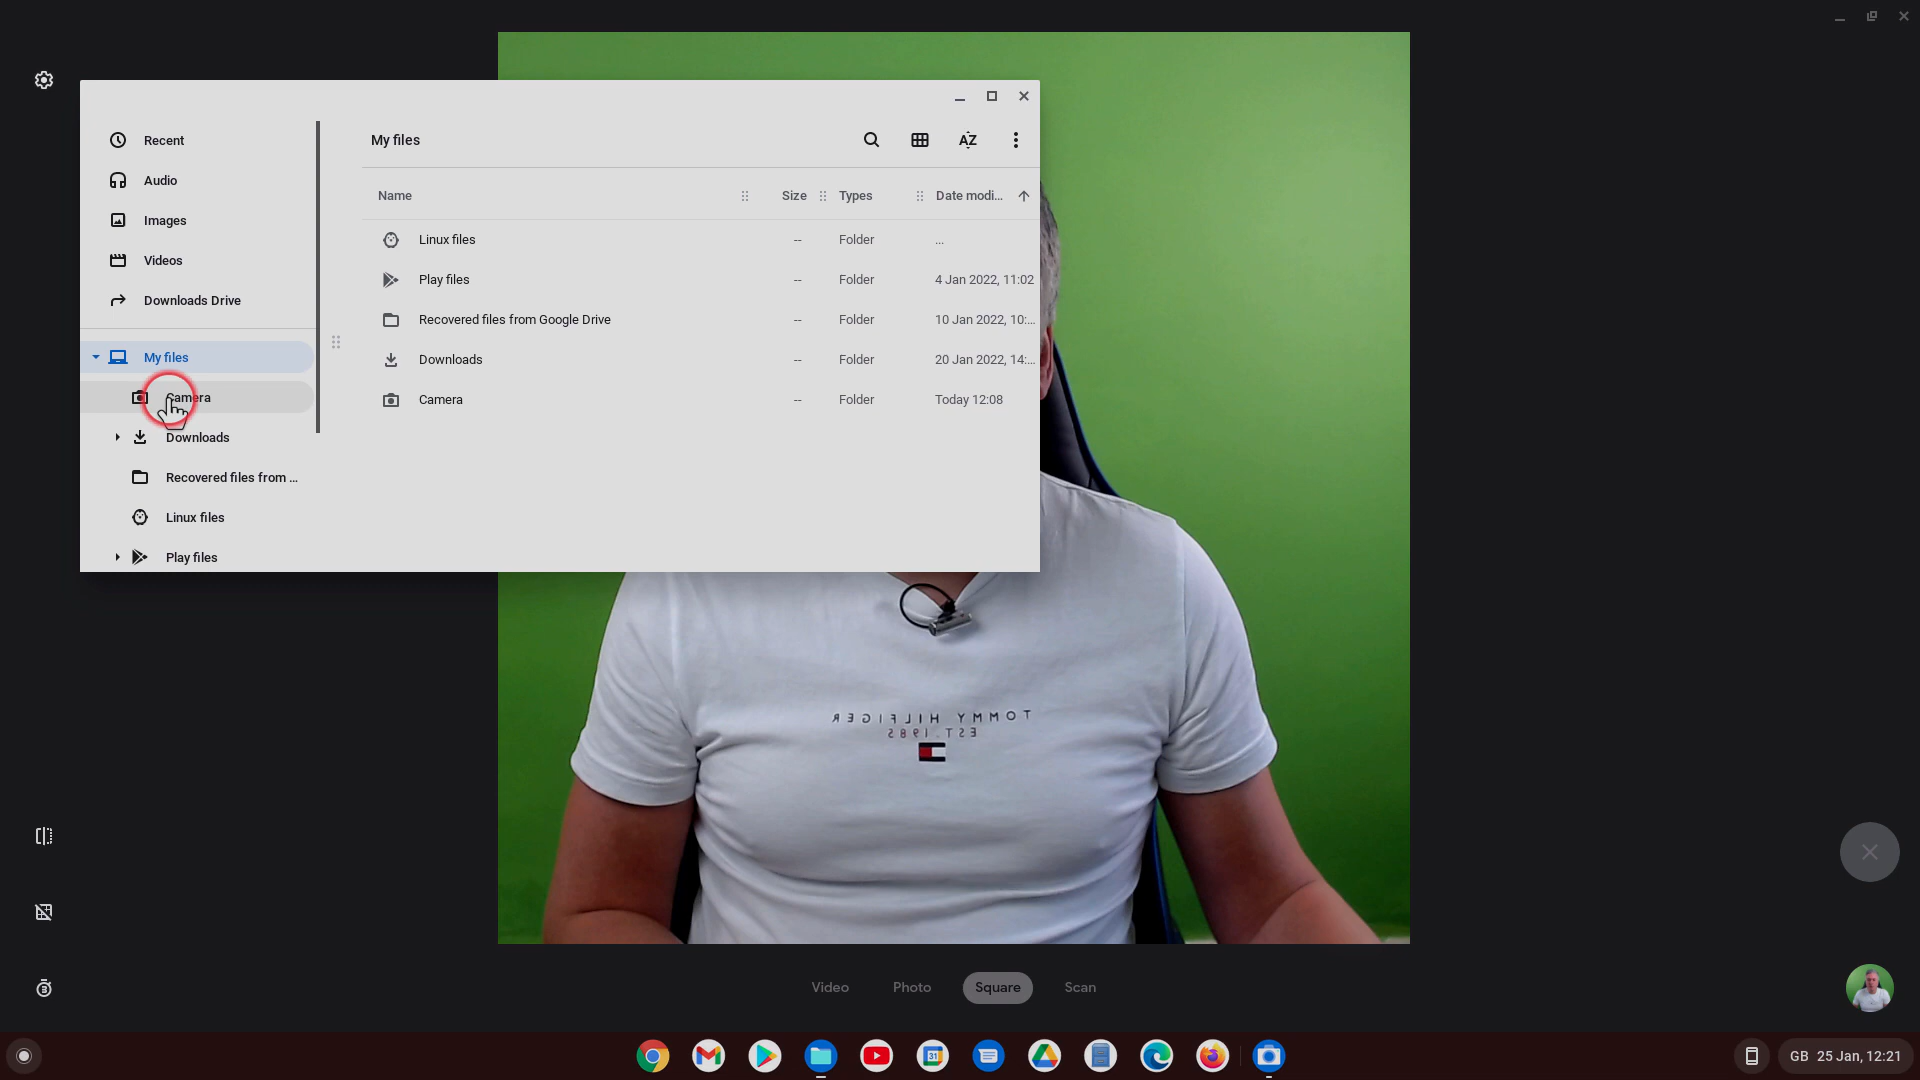 Recent
Audio
Images
Videos
Downloads Drive
My files
Camera
Downloads
Recovered files from ...
Linux files
Play files
My files
AZ
Name Size Types Date modi...
Linux files -- Folder ...
Play files -- Folder 4 Jan 2022, 11:02
Recovered files from Google Drive -- Folder 10 Jan 2022, 10:...
Downloads -- Folder 20 Jan 2022, 14:...
Camera -- Folder Today 12:08
TOMMY HILFIGER
EST. 1985
Video Photo Square Scan
31
GB 25 Jan, 12:21